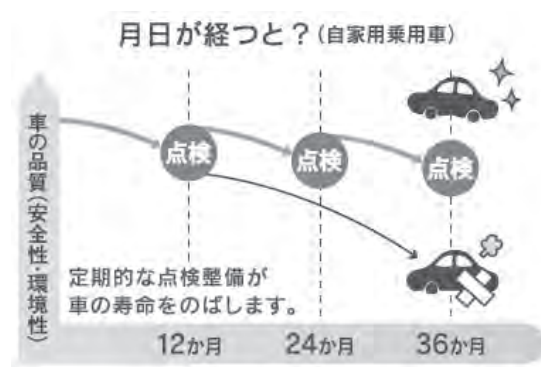 月日が経つと？(自家用乗用車)
車の品質(安全性・環境性)
点検
点検
点検
定期的な点検整備が
車の寿命をのばします。
12か月
24か月
36か月